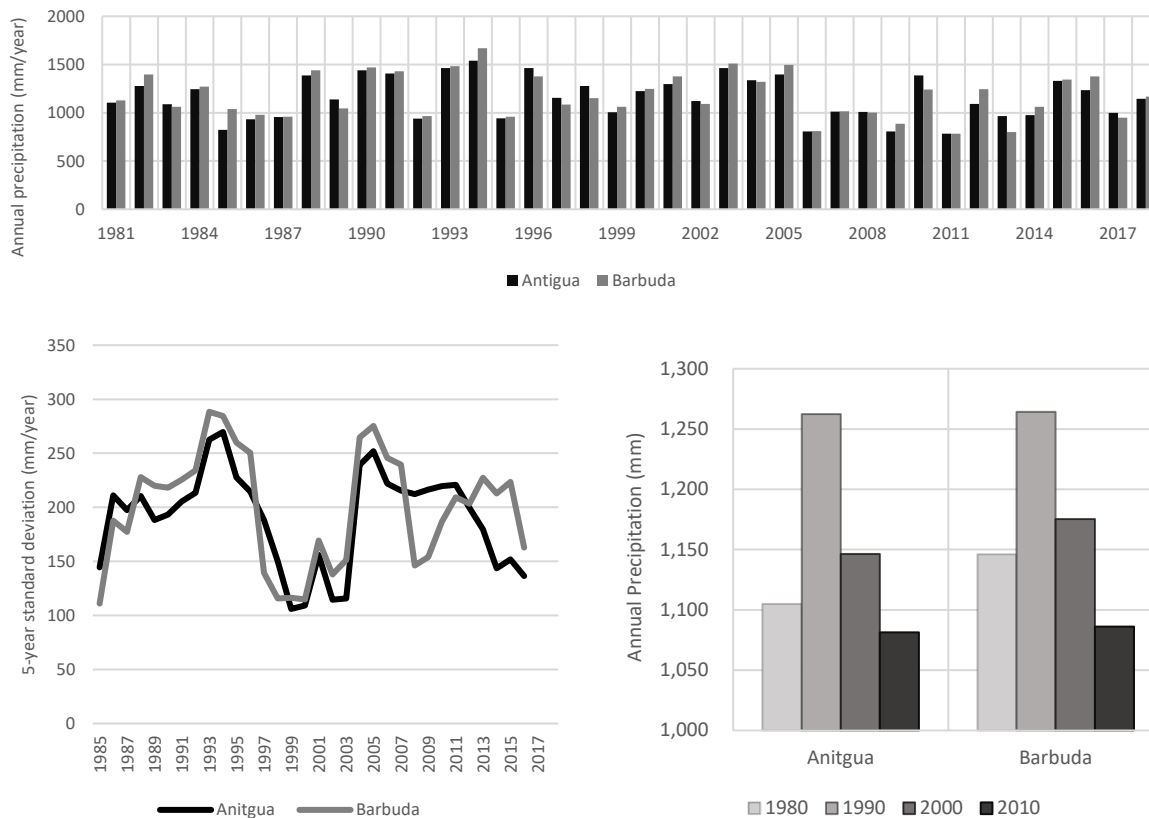 Annual precipitation (mm/year)
2000
1500
1000
500
0
1981 1984 1987 1990 1993 1996 1999 2002 2005 2008 2011 2014 2017
Antigua Barbuda
5-year standard deviation (mm/year)
350
300
250
200
150
100
50
0
1985 1987 1989 1991 1993 1995 1997 1999 2001 2003 2005 2007 2009 2011 2013 2015 2017
Anitgua Barbuda
Annual Precipitation (mm)
1,300
1,250
1,200
1,150
1,100
1,050
1,000
Anitgua Barbuda
1980 1990 2000 2010